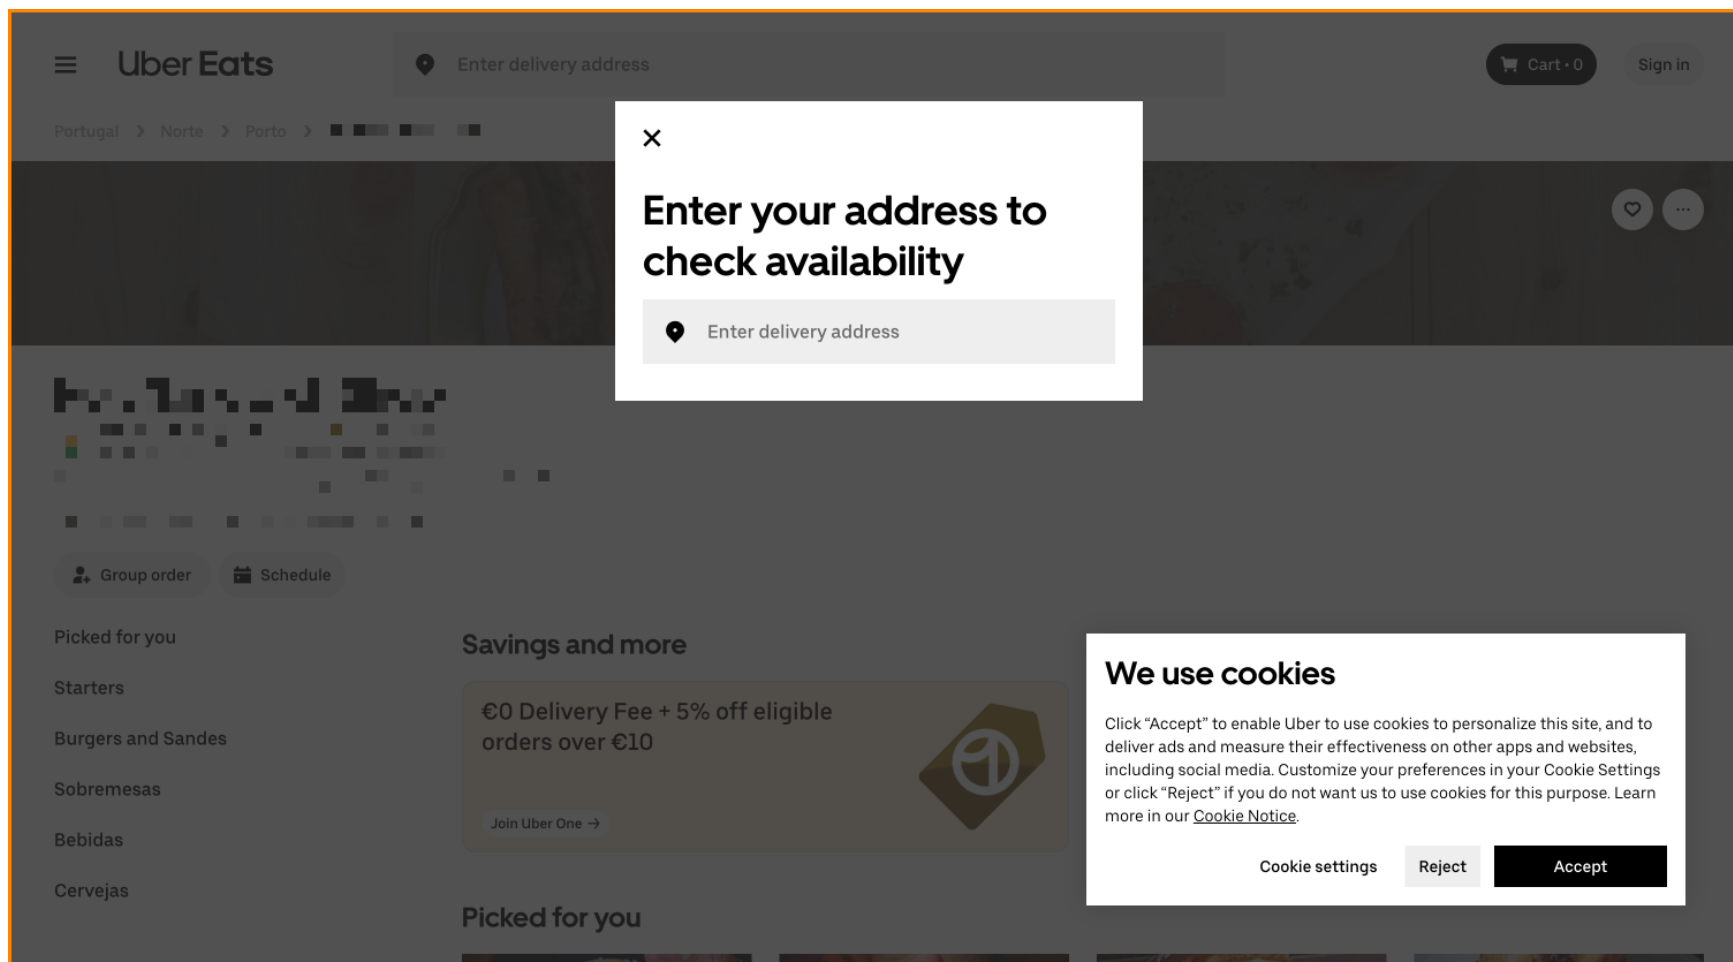 Uber Eats
Enter delivery address
Cart • 0
Sign in
Portugal > Norte > Porto >
Enter your address to
check availability
Enter delivery address
Group order
Schedule
Picked for you
Starters
Burgers and Sandes
Sobremesas
Bebidas
Cervejas
Savings and more
€0 Delivery Fee + 5% off eligible
orders over €10
Join Uber One →
Picked for you
We use cookies
Click “Accept” to enable Uber to use cookies to personalize this site, and to
deliver ads and measure their effectiveness on other apps and websites,
including social media. Customize your preferences in your Cookie Settings
or click “Reject” if you do not want us to use cookies for this purpose. Learn
more in our Cookie Notice.
Cookie settings
Reject
Accept